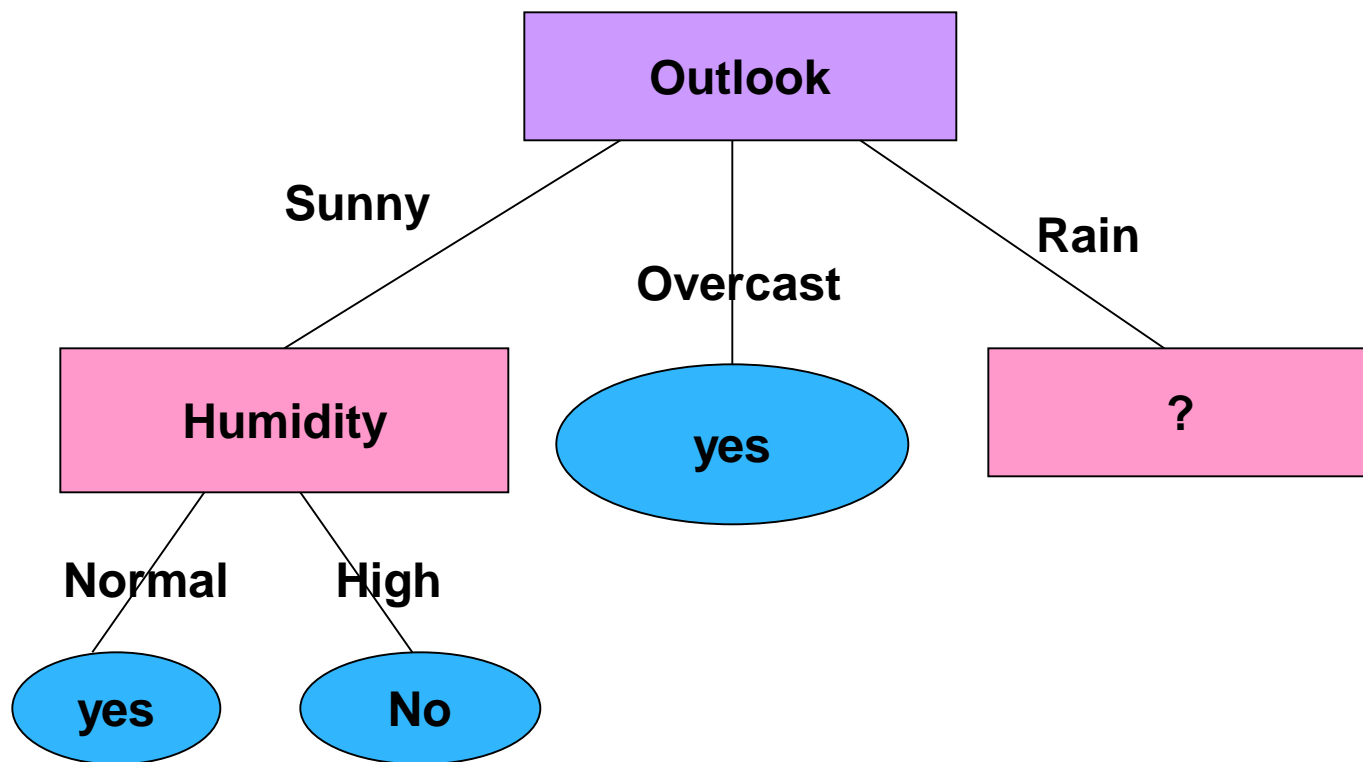 Outlook
Sunny
Rain
Overcast
Humidity
yes
?
Normal
High
yes
No